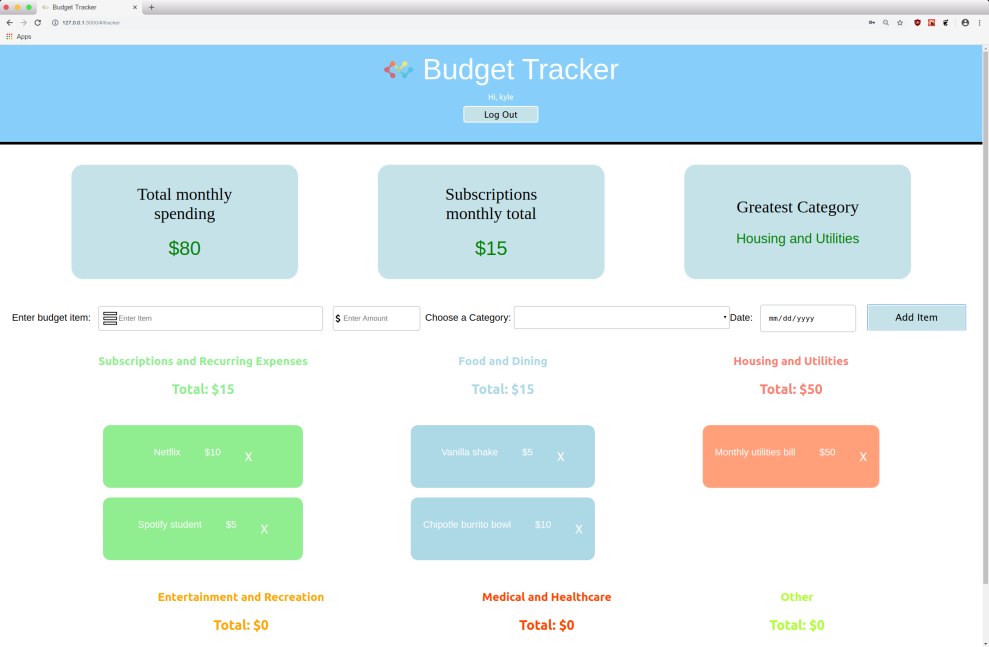 Budget Tracker
127.0.0.1:3000/#/tracker
Apps
Budget Tracker
Hi, kyle
Log Out
Total monthly
spending
$80
Subscriptions
monthly total
$15
Greatest Category
Housing and Utilities
Enter budget item: Enter Item $ Enter Amount Choose a Category: Date: mm/dd/yyyy Add Item
Subscriptions and Recurring Expenses Food and Dining Housing and Utilities
Total: $15 Total: $15 Total: $50
Netflix $10 X Vanilla shake $5 X Monthly utilities bill $50 X
Spotify student $5 X Chipotle burrito bowl $10 X
Entertainment and Recreation Medical and Healthcare Other
Total: $0 Total: $0 Total: $0